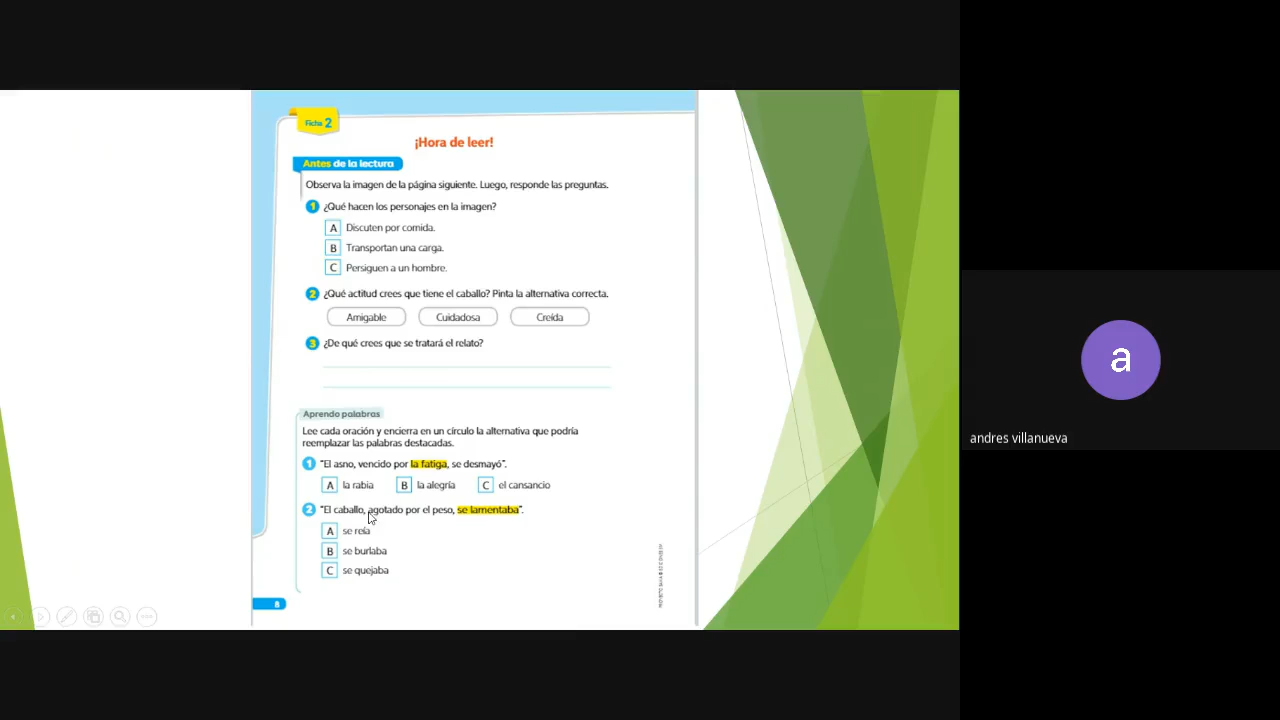 Ficha 2
¡Hora de leer!
Antes de la lectura
Observa la imagen de la página siguiente. Luego, responde las preguntas.
1 ¿Qué hacen los personajes en la imagen?
A Discuten por comida.
B Transportan una carga.
C Persiguen a un hombre.
2 ¿Qué actitud crees que tiene el caballo? Pinta la alternativa correcta.
Amigable Cuidadosa Creída
3 ¿De qué crees que se tratará el relato?
Aprendo palabras
Lee cada oración y encierra en un círculo la alternativa que podría
reemplazar las palabras destacadas.
1 "El asno, vencido por la fatiga, se desmayó".
A la rabia B la alegría C el cansancio
2 "El caballo, agotado por el peso, se lamentaba".
A se reía
B se burlaba
C se quejaba
8
a
andres villanueva